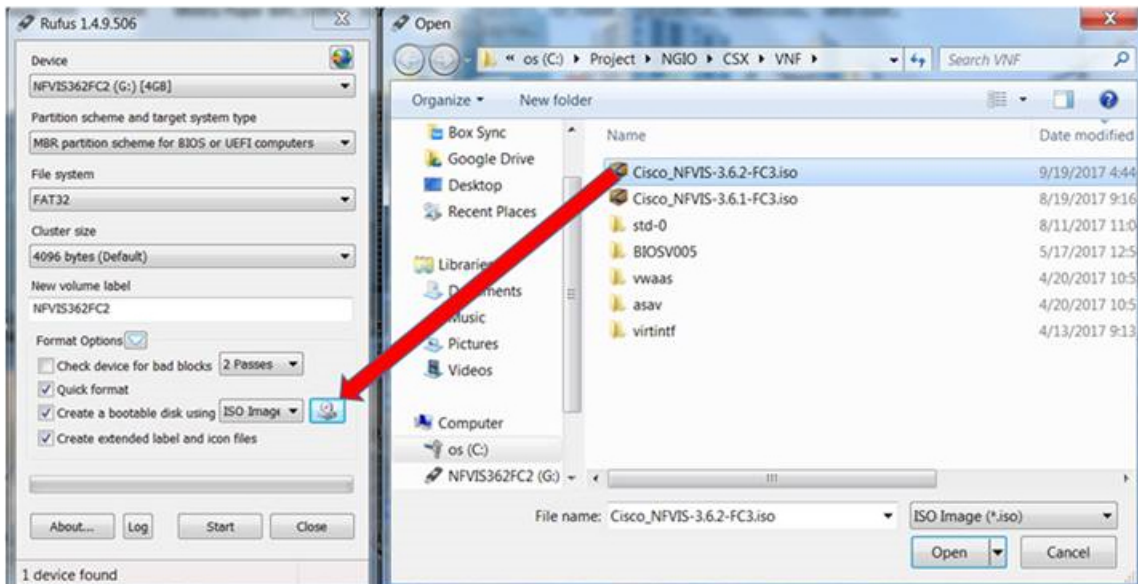 Rufus 1.4.9.506
Device
NFVIS362FC2 (G:) [4GB]
Partition scheme and target system type
MBR partition scheme for BIOS or UEFI computers
File system
FAT32
Cluster size
4096 bytes (Default)
New volume label
NFVIS362FC2
Format Options
Check device for bad blocks 2 Passes
Quick format
Create a bootable disk using ISO Imag
Create extended label and icon files
About... Log Start Close
1 device found
Open
« os (C:) Project NGIO CSX VNF Search VNF
Organize New folder
Box Sync
Google Drive
Desktop
Recent Places
Libraries
Documents
Music
Pictures
Videos
Computer
os (C:)
NFVIS362FC2 (G:)
Name Date modified
Cisco_NFVIS-3.6.2-FC3.iso 9/19/2017 4:44
Cisco_NFVIS-3.6.1-FC3.iso 8/19/2017 9:16
std-0 8/11/2017 11:0
BIOSV005 5/17/2017 12:5
vwaas 4/20/2017 10:5
asav 4/20/2017 10:5
virtintf 4/13/2017 9:13
File name: Cisco_NFVIS-3.6.2-FC3.iso ISO Image (*.iso)
Open Cancel